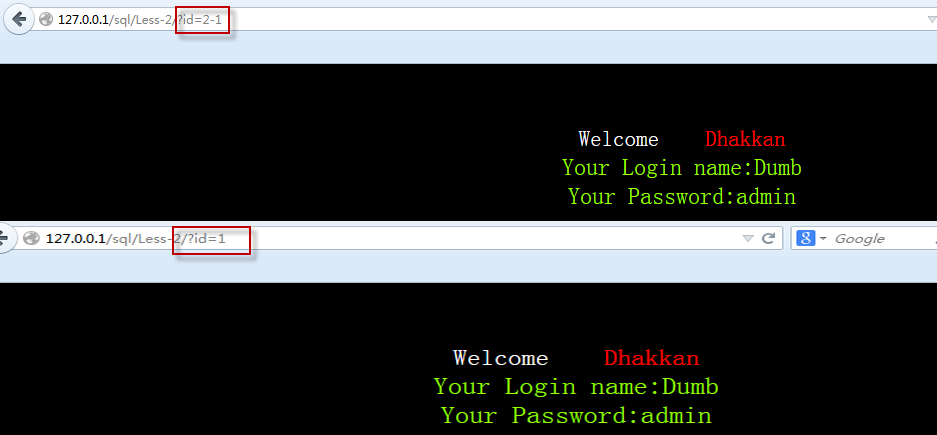 127.0.0.1/sql/Less-2/?id=2-1
Welcome Dhakkan
Your Login name:Dumb
Your Password:admin
127.0.0.1/sql/Less-2/?id=1
8 Google
Welcome Dhakkan
Your Login name:Dumb
Your Password:admin